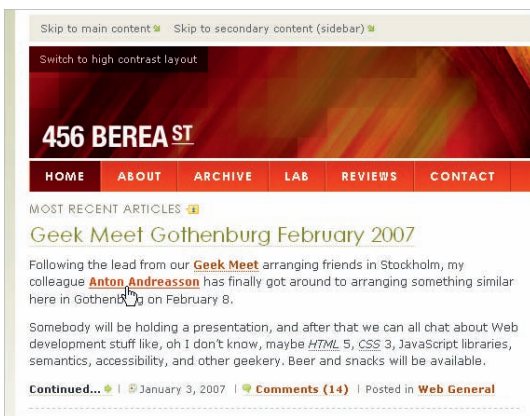 Skip to main content Skip to secondary content (sidebar)
Switch to high contrast layout
456 BEREA ST
HOME ABOUT ARCHIVE LAB REVIEWS CONTACT
MOST RECENT ARTICLES
Geek Meet Gothenburg February 2007
Following the lead from our Geek Meet arranging friends in Stockholm, my
colleague Anton Andreasson has finally got around to arranging something similar
here in Gothenburg on February 8.
Somebody will be holding a presentation, and after that we can all chat about Web
development stuff like, oh I don't know, maybe HTML 5, CSS 3, JavaScript libraries,
semantics, accessibility, and other geekery. Beer and snacks will be available.
Continued... | January 3, 2007 | Comments (14) | Posted in Web General